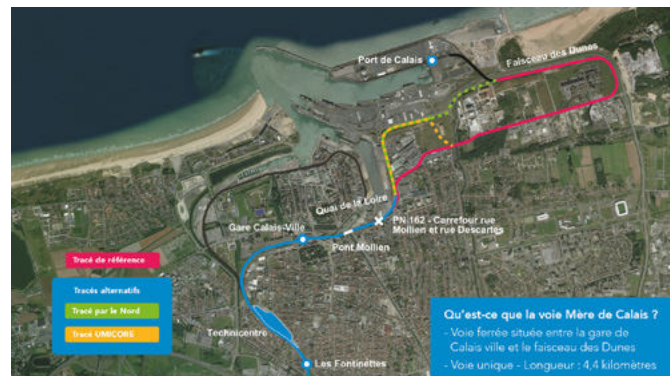 Port de Calais
Faisceau des Dunes
Quai de la Loire
PN 162 - Carrefour rue
Mollien et rue Descartes
Gare Calais-Ville
Pont Mollien
Technicentre
Les Fontinettes
Tracé de référence
Tracés alternatifs
Tracé par le Nord
Tracé UMICORE
Qu'est-ce que la voie Mère de Calais ?
- Voie ferrée située entre la gare de
Calais ville et le faisceau des Dunes
- Voie unique - Longueur : 4,4 kilomètres